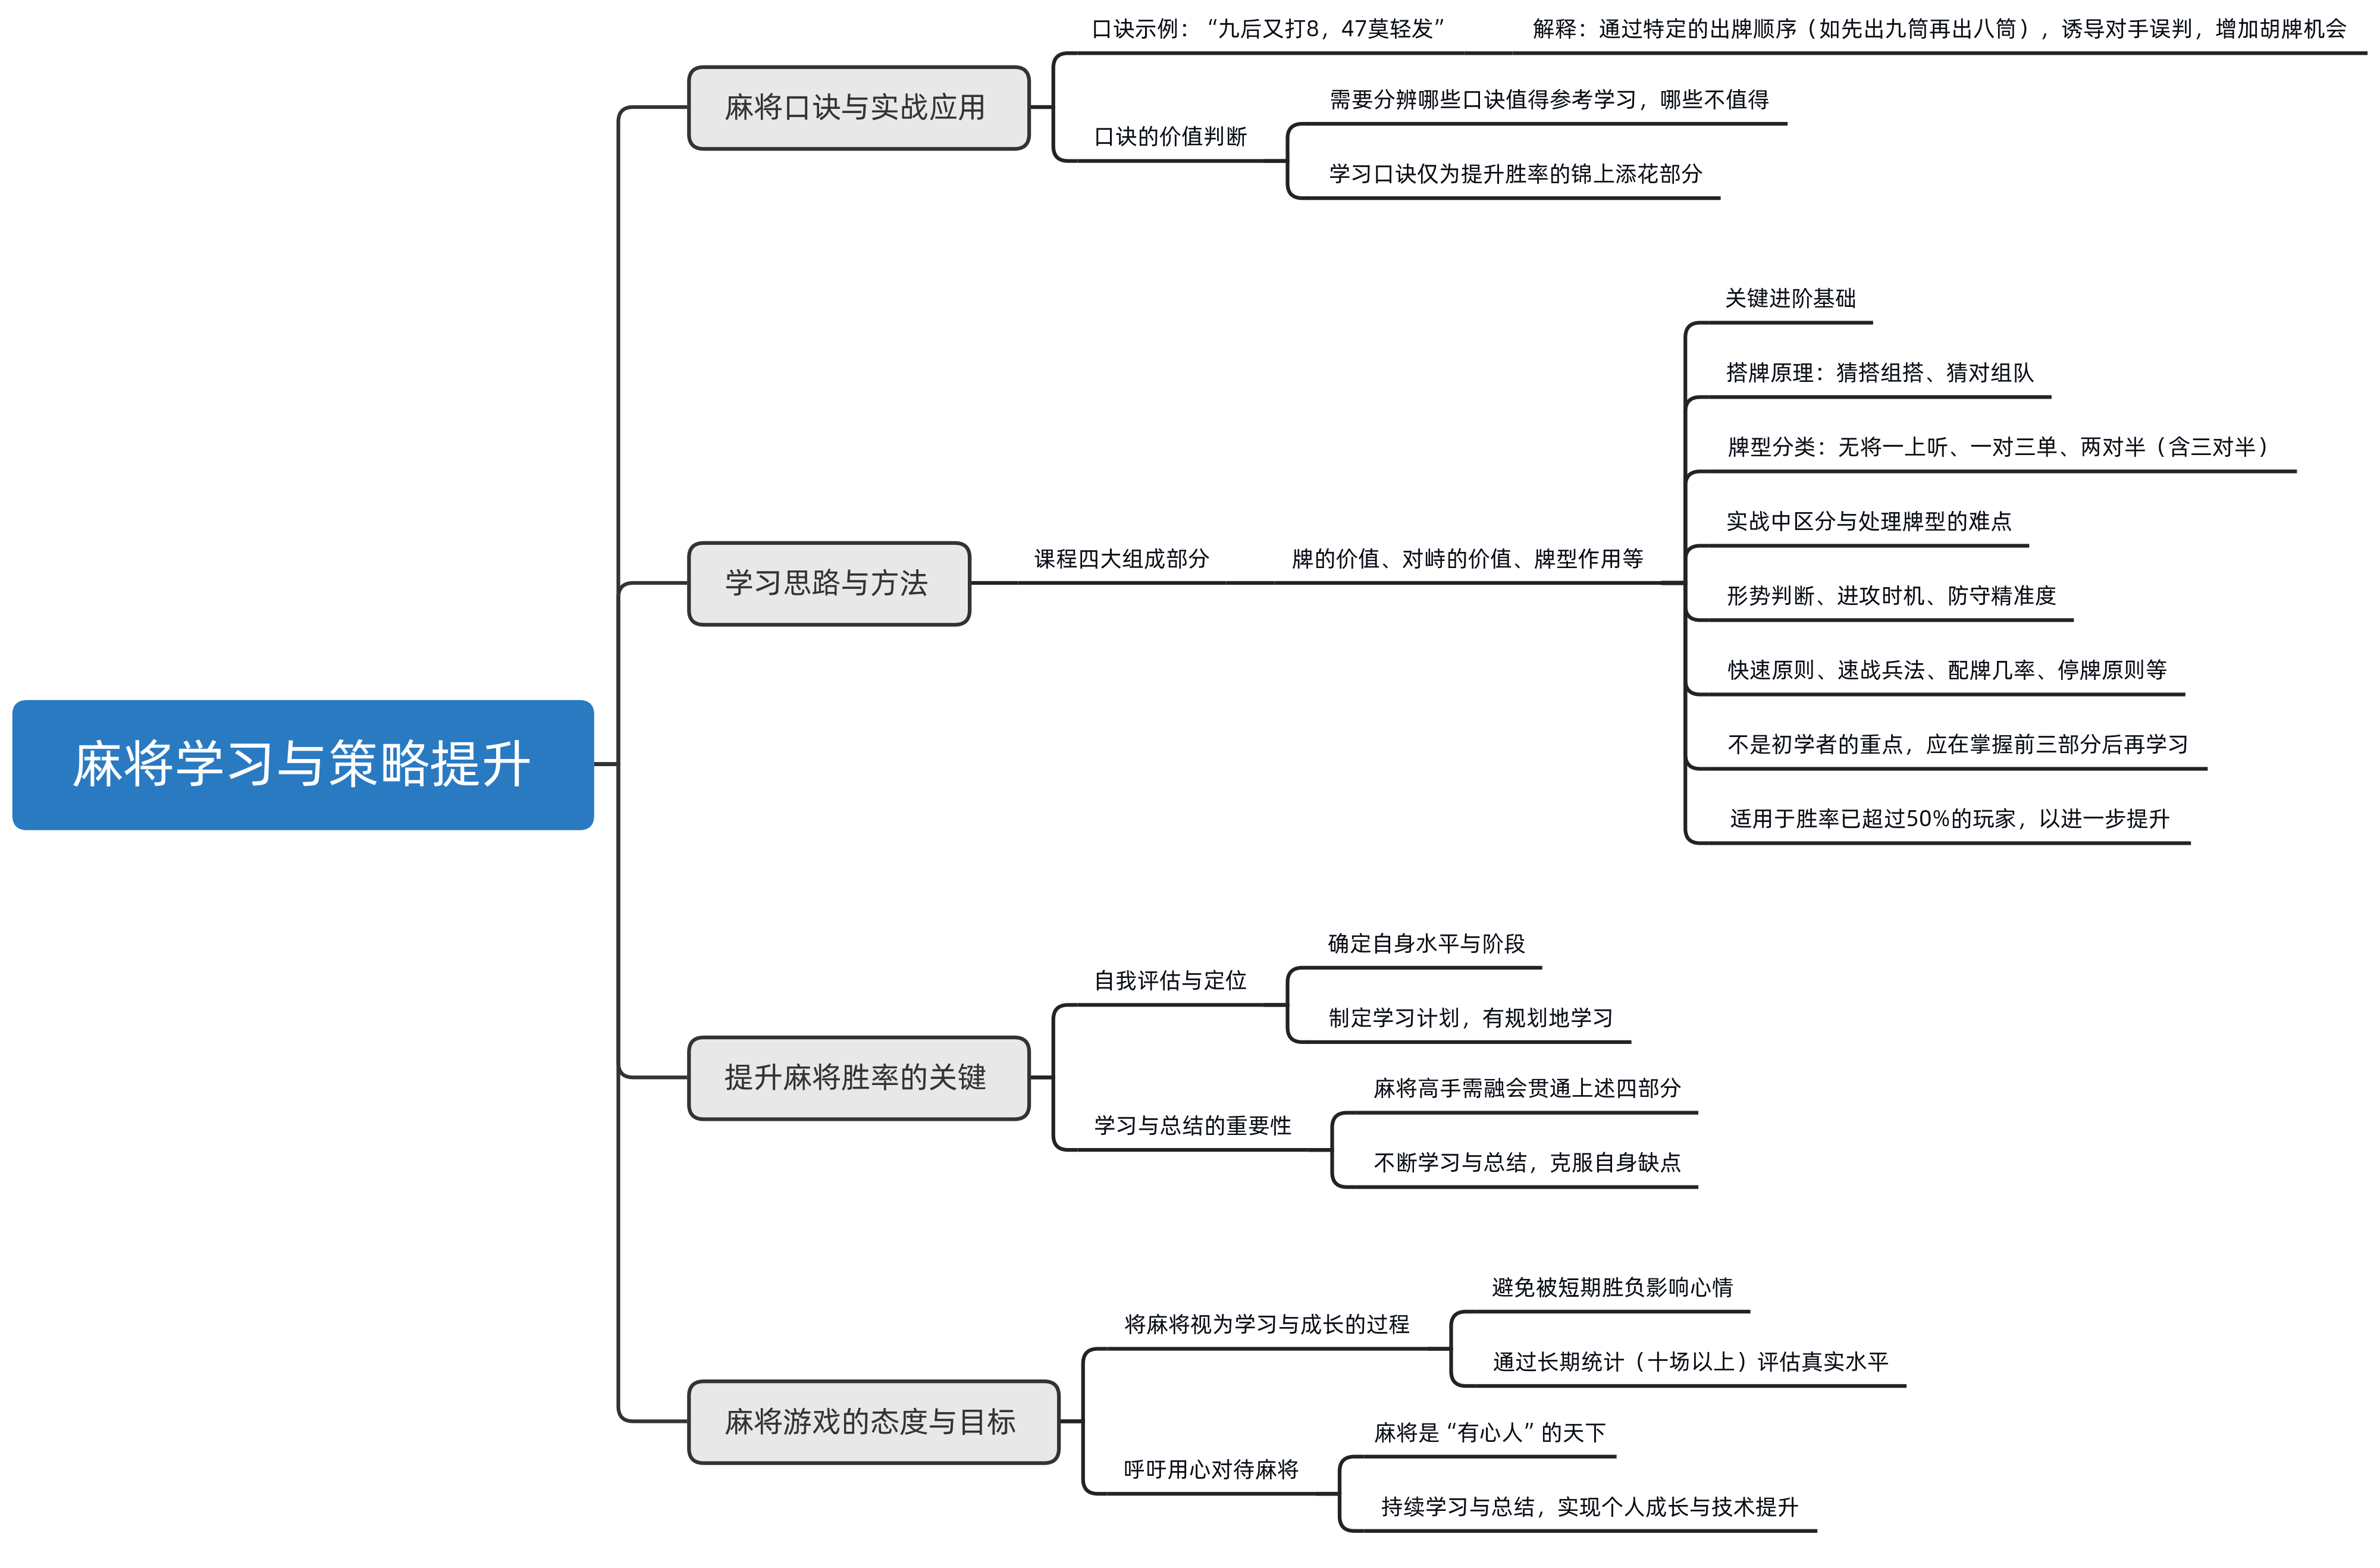 麻将学习与策略提升
麻将口诀与实战应用
口诀示例：“九后又打8，47莫轻发”
解释：通过特定的出牌顺序（如先出九筒再出八筒），诱导对手误判，增加胡牌机会
口诀的价值判断
需要分辨哪些口诀值得参考学习，哪些不值得
学习口诀仅为提升胜率的锦上添花部分
学习思路与方法
课程四大组成部分
牌的价值、对峙的价值、牌型作用等
关键进阶基础
搭牌原理：猜搭组搭、猜对组队
牌型分类：无将一上听、一对三单、两对半（含三对半）
实战中区分与处理牌型的难点
形势判断、进攻时机、防守精准度
快速原则、速战兵法、配牌几率、停牌原则等
不是初学者的重点，应在掌握前三部分后再学习
适用于胜率已超过50%的玩家，以进一步提升
提升麻将胜率的关键
自我评估与定位
确定自身水平与阶段
制定学习计划，有规划地学习
学习与总结的重要性
麻将高手需融会贯通上述四部分
不断学习与总结，克服自身缺点
麻将游戏的态度与目标
将麻将视为学习与成长的过程
避免被短期胜负影响心情
通过长期统计（十场以上）评估真实水平
呼吁用心对待麻将
麻将是“有心人”的天下
持续学习与总结，实现个人成长与技术提升